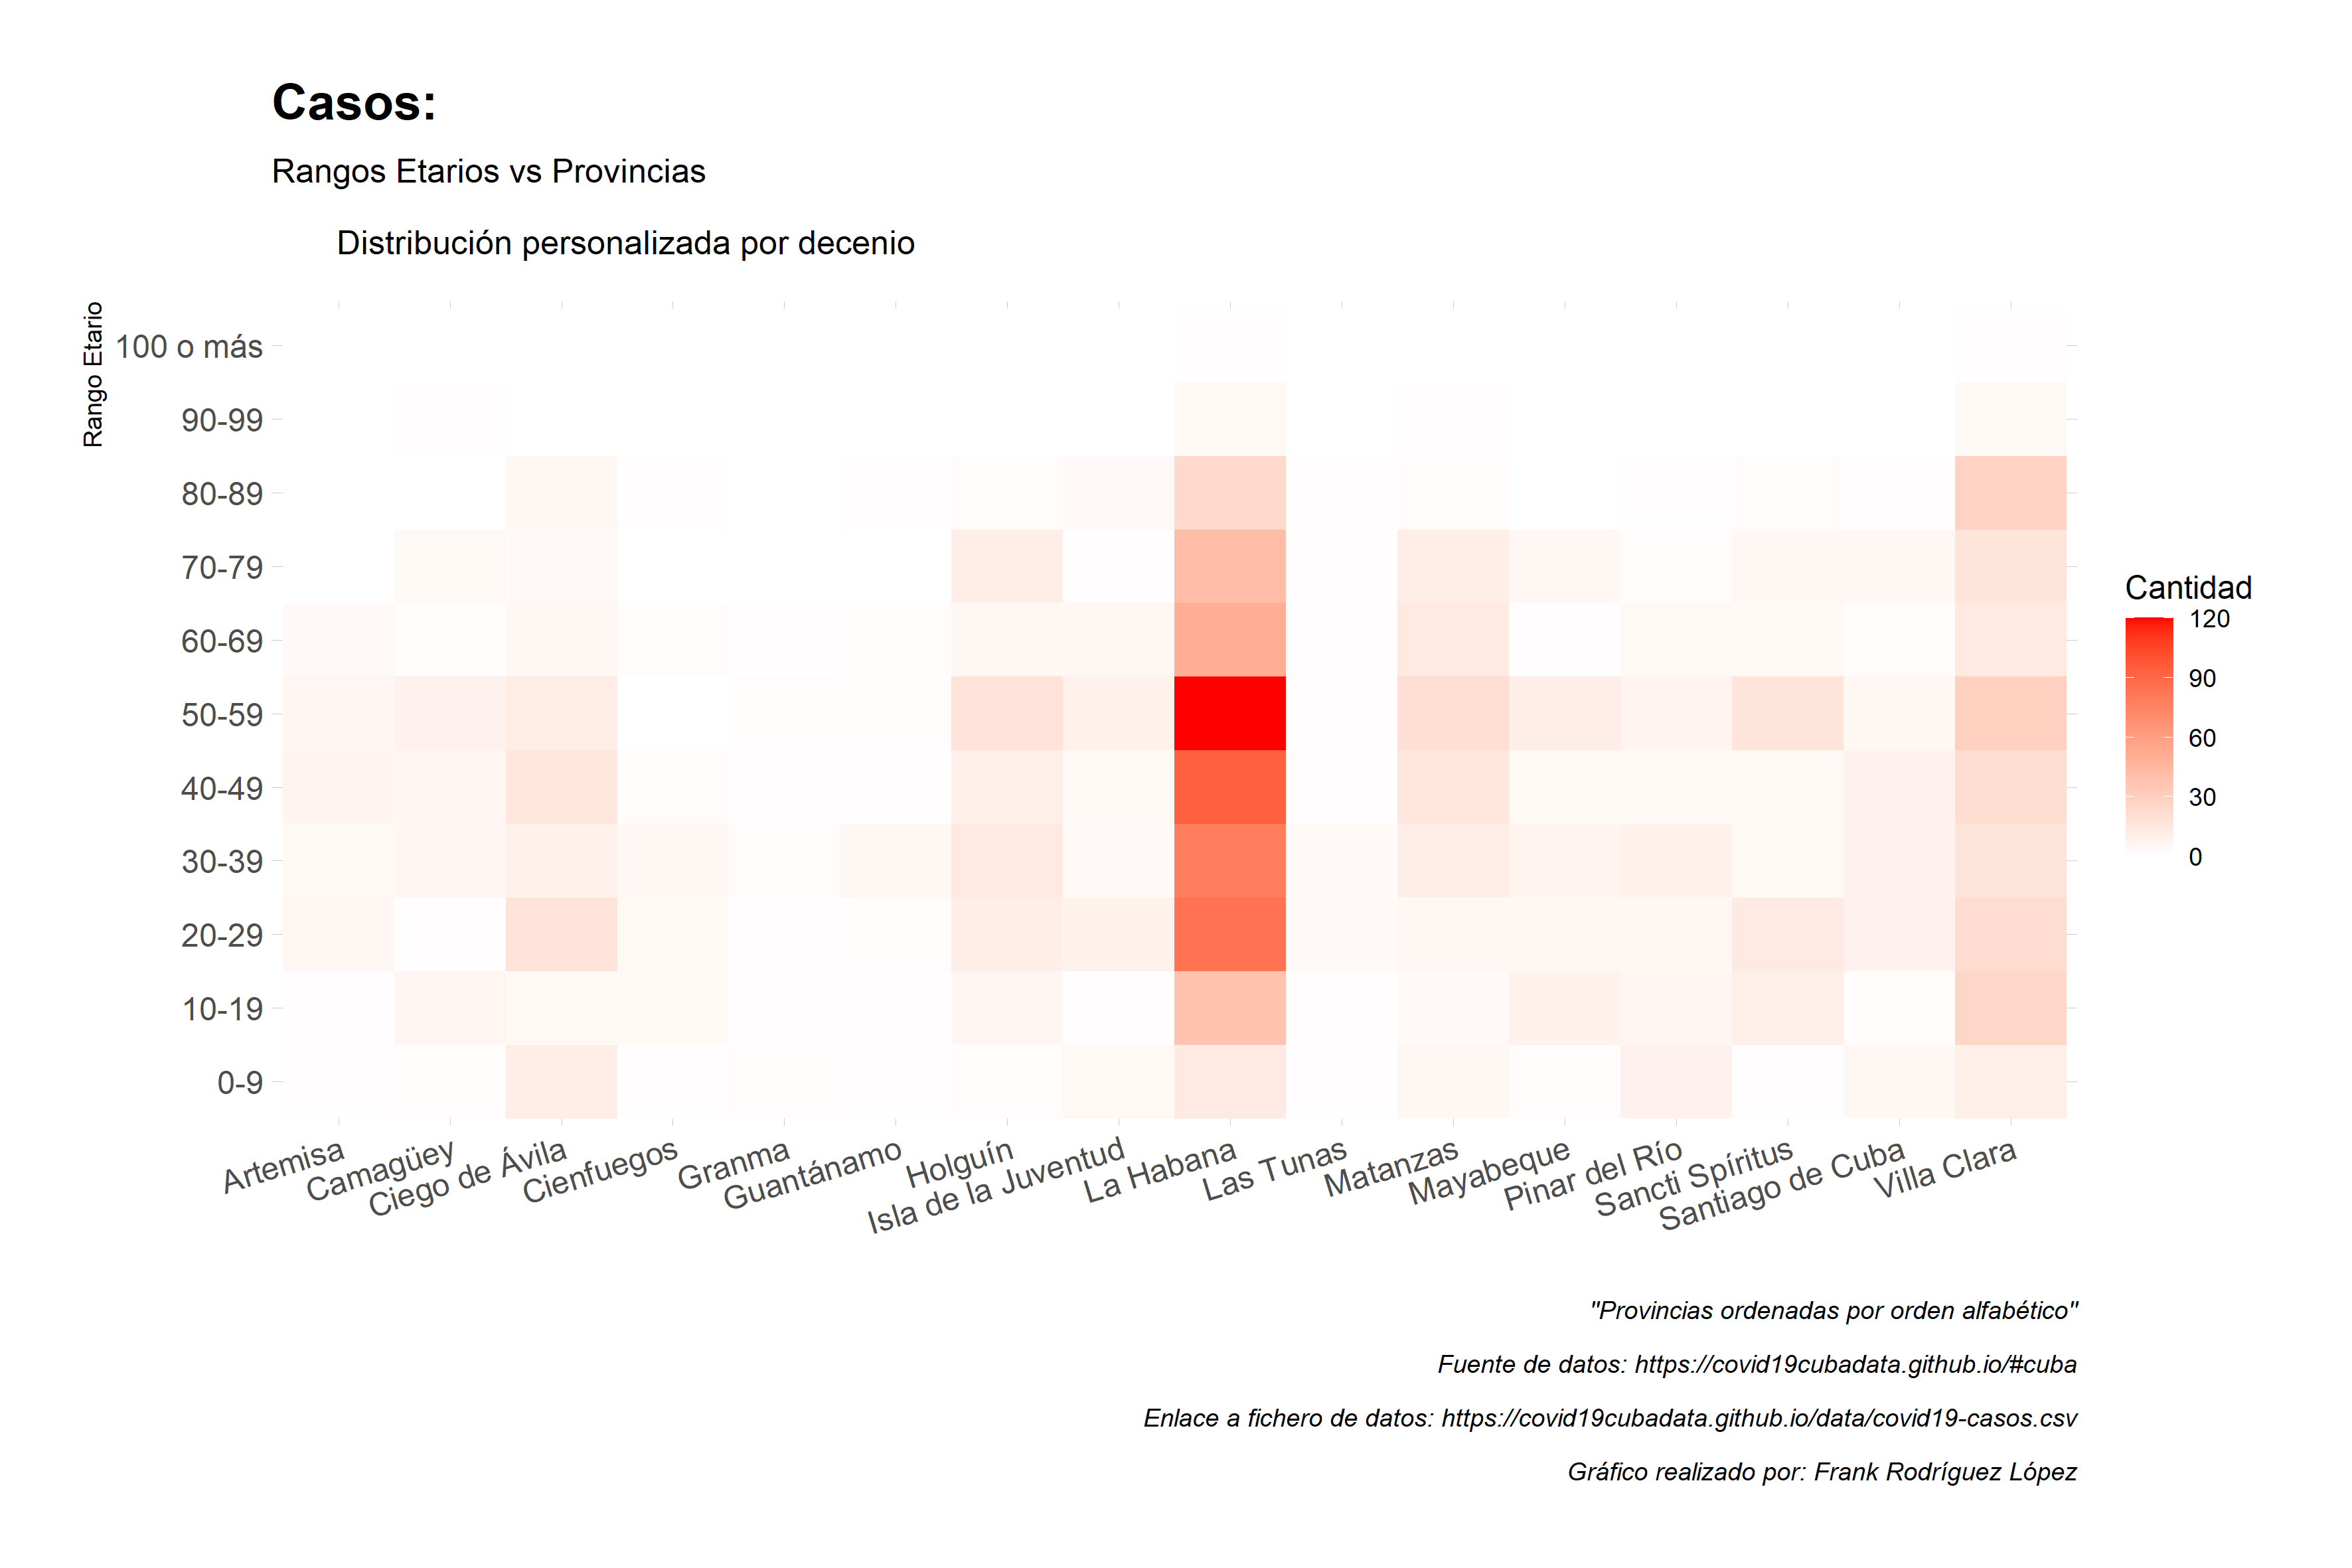 Casos:
Rangos Etarios vs Provincias
Distribución personalizada por decenio
Rango Etario
100 o más
90-99
80-89
70-79
60-69
50-59
40-49
30-39
20-29
10-19
0-9
Artemisa
Camagüey
Ciego de Ávila
Cienfuegos
Granma
Guantánamo
Holguín
Isla de la Juventud
La Habana
Las Tunas
Matanzas
Mayabeque
Pinar del Río
Sancti Spíritus
Santiago de Cuba
Villa Clara
Cantidad
120
90
60
30
0
"Provincias ordenadas por orden alfabético"
Fuente de datos: https://covid19cubadata.github.io/#cuba
Enlace a fichero de datos: https://covid19cubadata.github.io/data/covid19-casos.csv
Gráfico realizado por: Frank Rodríguez López